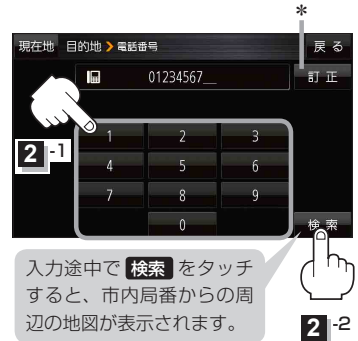 *
現在地 目的地 > 電話番号 戻る
01234567__ 訂正
1 2 3
2-1
4 5 6
7 8 9
0 検索
入力途中で 検索 をタッチ
すると、市内局番からの周
辺の地図が表示されます。
2-2